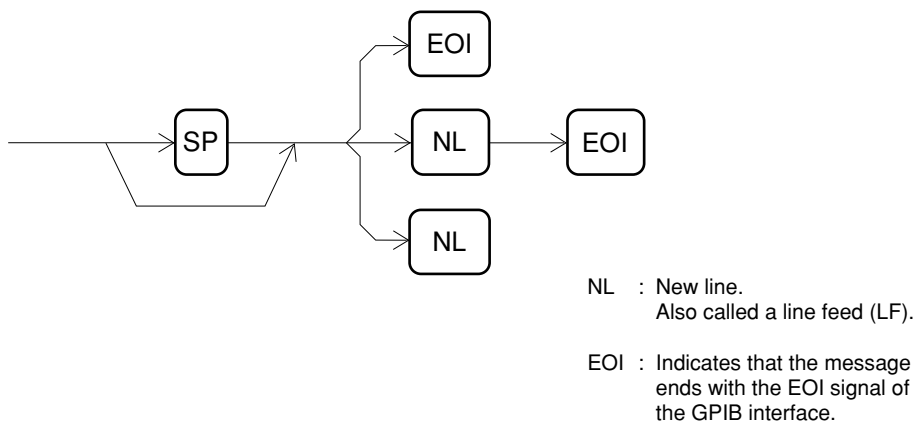 EOI
SP
NL
EOI
NL
NL : New line.
Also called a line feed (LF).
EOI : Indicates that the message
ends with the EOI signal of
the GPIB interface.